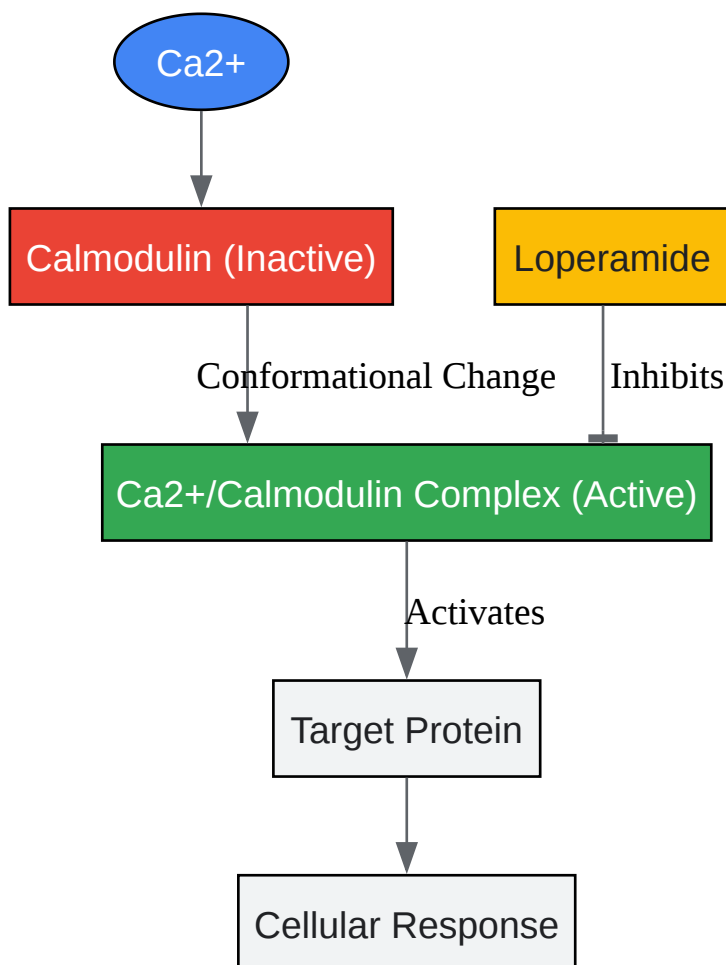 Ca2+
Calmodulin (Inactive)
Loperamide
Conformational Change
Inhibits
Ca2+/Calmodulin Complex (Active)
Activates
Target Protein
Cellular Response